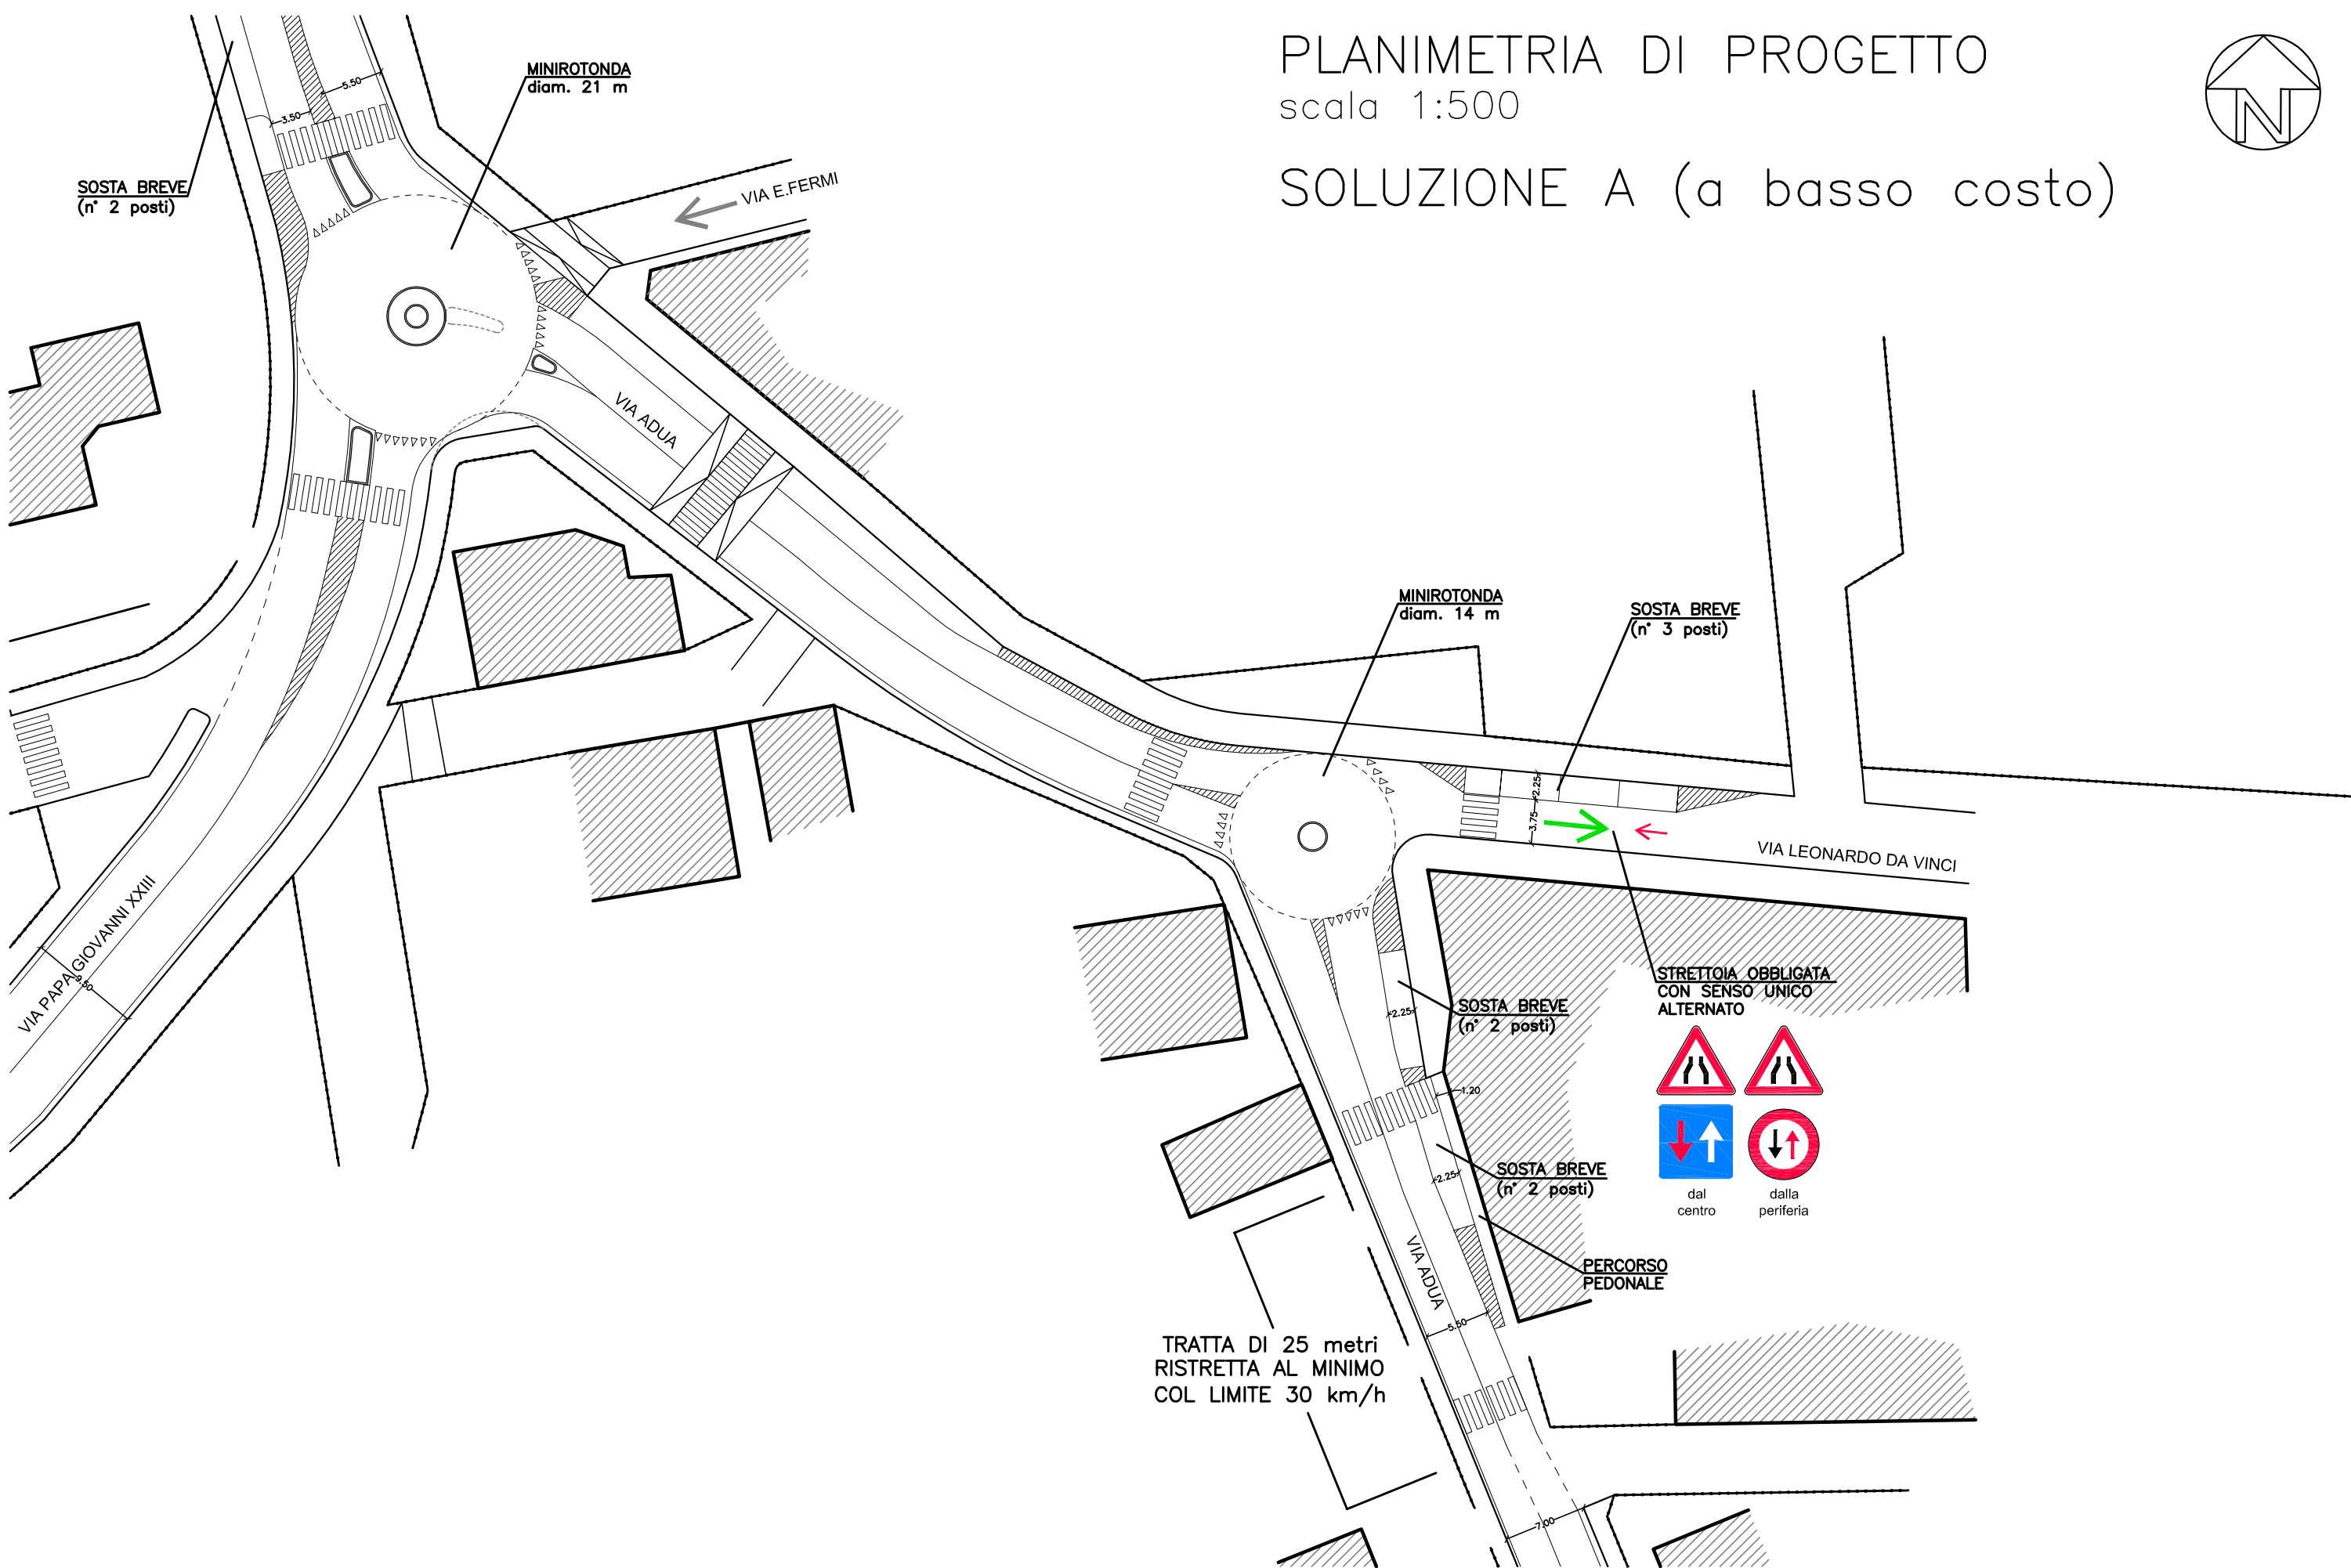 PLANIMETRIA DI PROGETTO
scala 1:500
SOLUZIONE A (a basso costo)
N
MINIROTONDA
diam. 21 m
5.50
3.50
SOSTA BREVE
(n° 2 posti)
VIA E.FERMI
VIA ADUA
MINIROTONDA
diam. 14 m
SOSTA BREVE
(n° 3 posti)
2.25
3.75
VIA LEONARDO DA VINCI
VIA PAPA GIOVANNI XXIII
9.50
STRETTOIA OBBLIGATA
CON SENSO UNICO
ALTERNATO
SOSTA BREVE
(n° 2 posti)
2.25
1.20
SOSTA BREVE
(n° 2 posti)
2.25
dal
centro
dalla
periferia
PERCORSO
PEDONALE
VIA ADUA
5.50
TRATTA DI 25 metri
RISTRETTA AL MINIMO
COL LIMITE 30 km/h
7.00